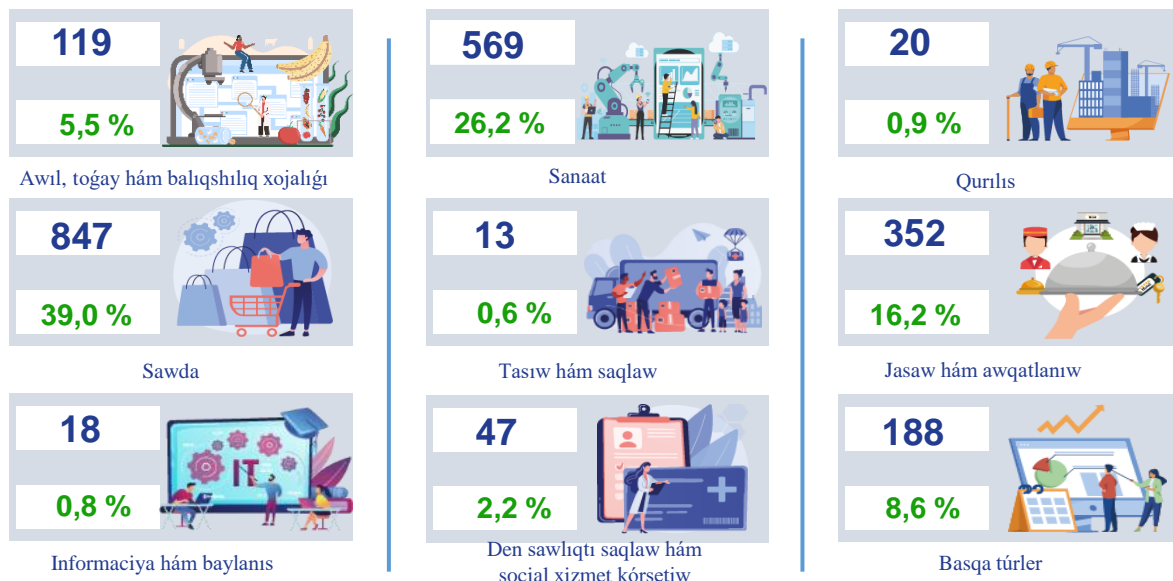 119
5,5 %
Awıl, toǵay hám balıqshılıq xojalıǵı
569
26,2 %
Sanaat
20
0,9 %
Qurılıs
847
39,0 %
Sawda
13
0,6 %
Tasıw hám saqlaw
352
16,2 %
Jasaw hám awqatlanıw
18
0,8 %
IT
Informaciya hám baylanıs
47
2,2 %
Den sawlıqtı saqlaw hám
social xizmet kórsetiw
188
8,6 %
Basqa túrler